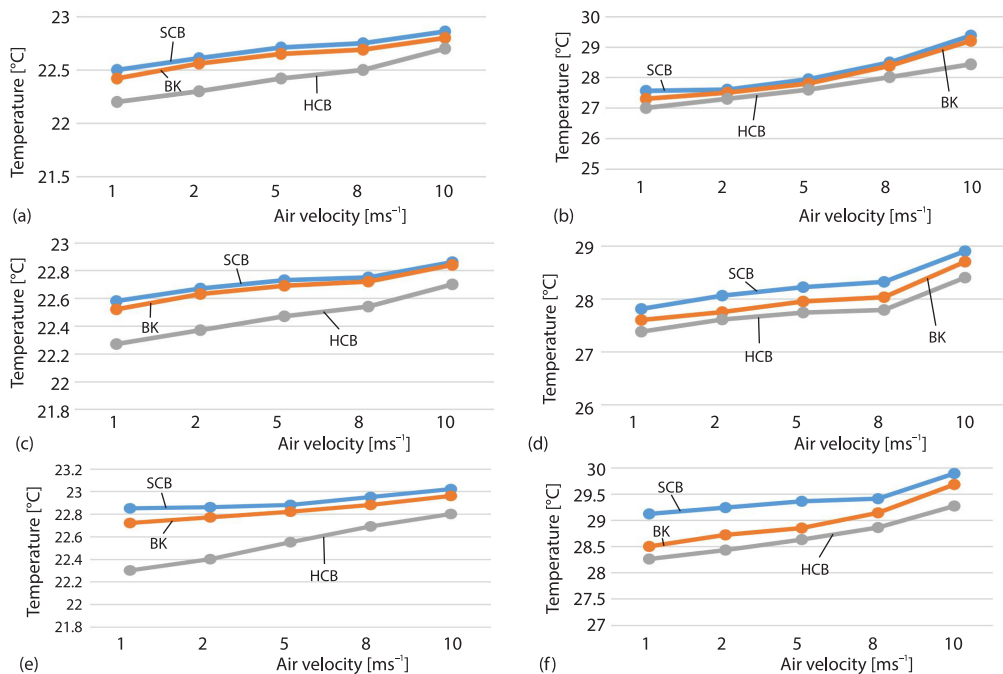 23
22.5
22
21.5
Temperature [°C]
SCB
BK
HCB
1 2 5 8 10
(a) Air velocity [ms⁻¹]
30
29
28
27
26
25
Temperature [°C]
SCB
HCB
BK
1 2 5 8 10
(b) Air velocity [ms⁻¹]
23
22.8
22.6
22.4
22.2
22
21.8
Temperature [°C]
SCB
BK
HCB
1 2 5 8 10
(c) Air velocity [ms⁻¹]
29
28
27
26
Temperature [°C]
SCB
HCB
BK
1 2 5 8 10
(d) Air velocity [ms⁻¹]
23.2
23
22.8
22.6
22.4
22.2
22
21.8
Temperature [°C]
SCB
BK
HCB
1 2 5 8 10
(e) Air velocity [ms⁻¹]
30
29.5
29
28.5
28
27.5
27
Temperature [°C]
SCB
BK
HCB
1 2 5 8 10
(f) Air velocity [ms⁻¹]